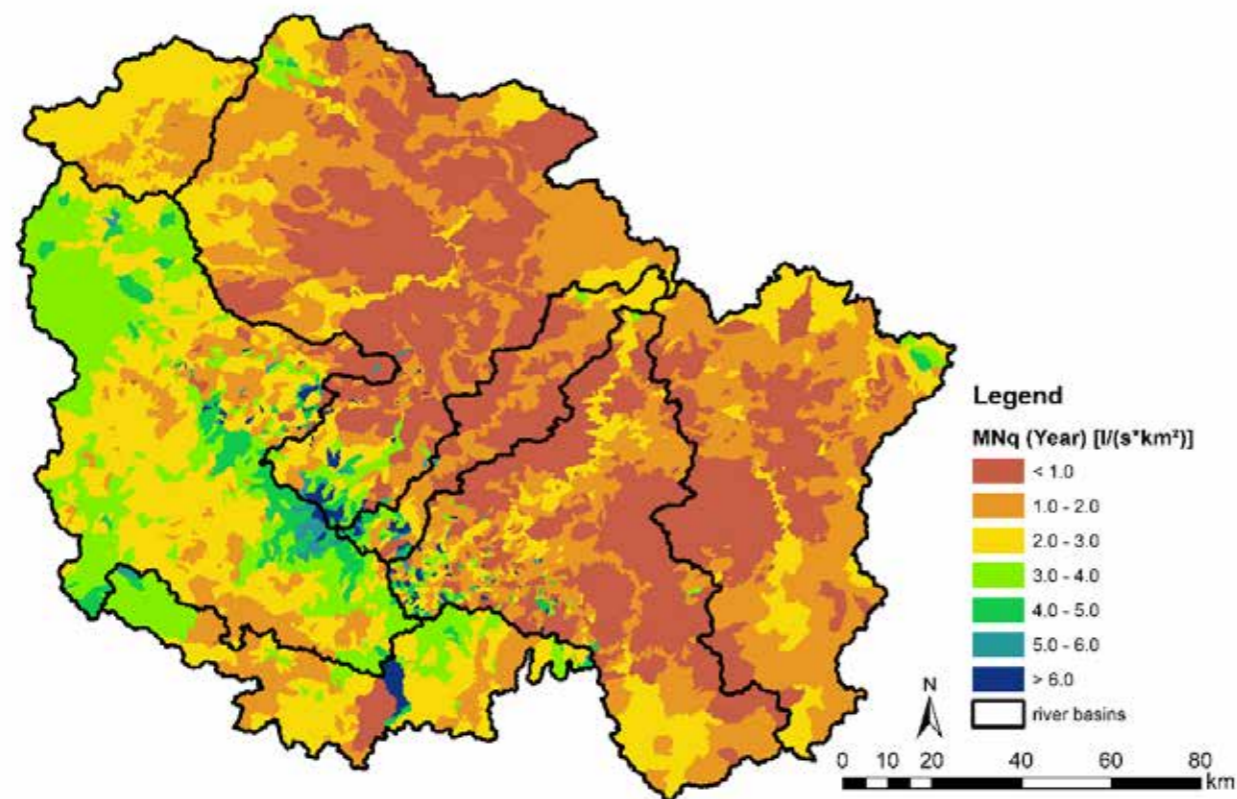 Legend
MNq (Year) [l/(s*km²)]
< 1.0
1.0 - 2.0
2.0 - 3.0
3.0 - 4.0
4.0 - 5.0
5.0 - 6.0
> 6.0
river basins
N
0 10 20 40 60 80
km